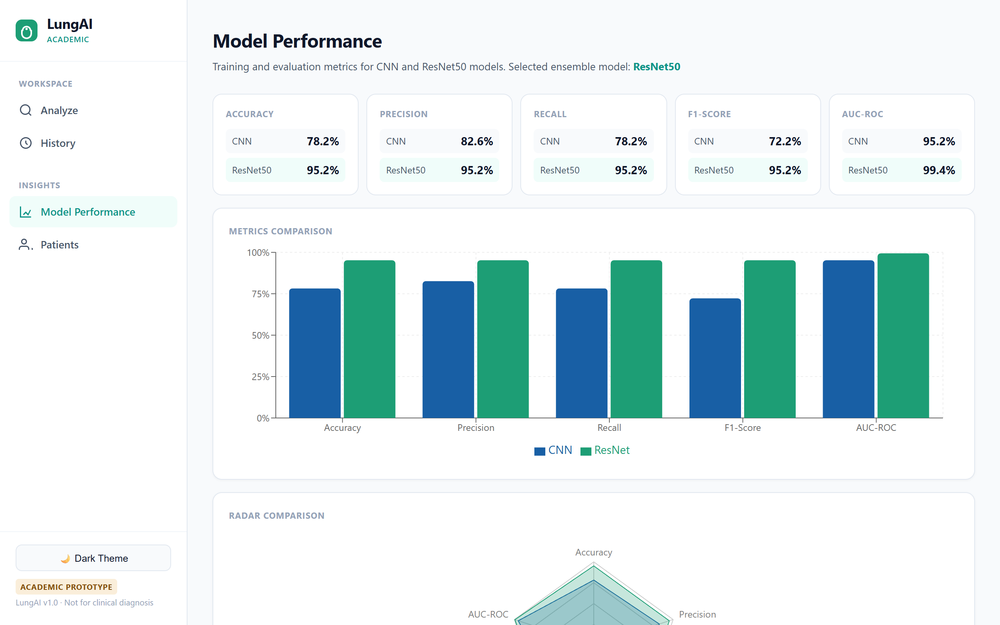 LungAI
ACADEMIC
WORKSPACE
Analyze
History
INSIGHTS
Model Performance
Patients
🌙 Dark Theme
ACADEMIC PROTOTYPE
LungAI v1.0 · Not for clinical diagnosis
Model Performance
Training and evaluation metrics for CNN and ResNet50 models. Selected ensemble model: ResNet50
ACCURACY
CNN 78.2%
ResNet50 95.2%
PRECISION
CNN 82.6%
ResNet50 95.2%
RECALL
CNN 78.2%
ResNet50 95.2%
F1-SCORE
CNN 72.2%
ResNet50 95.2%
AUC-ROC
CNN 95.2%
ResNet50 99.4%
METRICS COMPARISON
100%
75%
50%
25%
0%
Accuracy Precision Recall F1-Score AUC-ROC
CNN ResNet
RADAR COMPARISON
Accuracy
AUC-ROC Precision